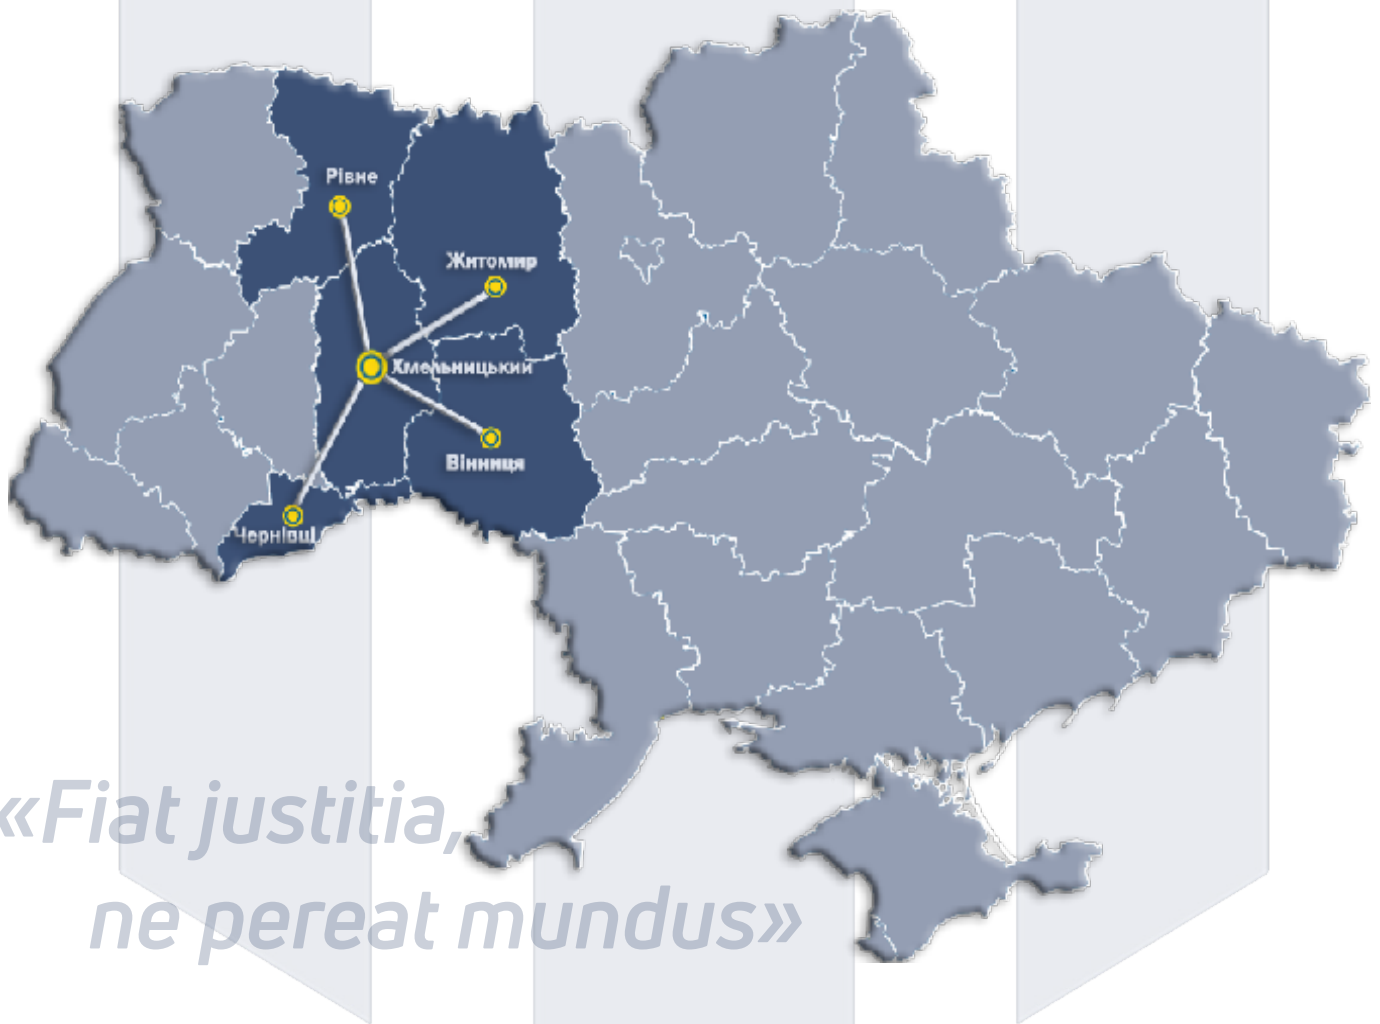 Рівне
Житомир
Хмельницький
Вінниця
Чернівці
«Fiat justitia,
ne pereat mundus»